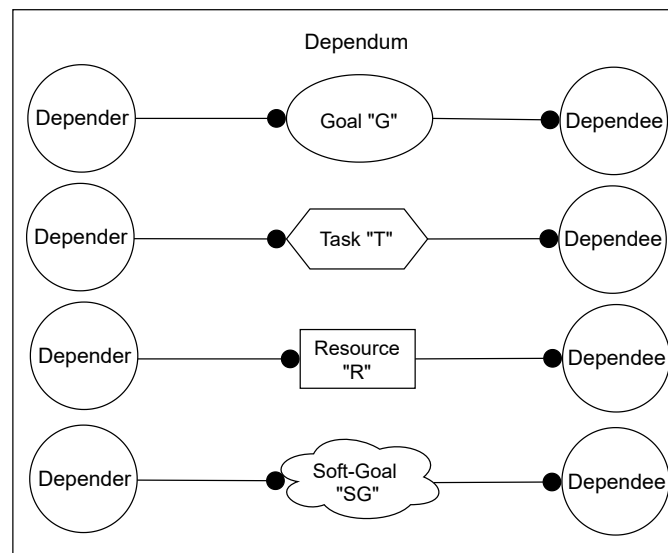 Dependum
Depender
Goal "G"
Dependee
Depender
Task "T"
Dependee
Depender
Resource
"R"
Dependee
Depender
Soft-Goal
"SG"
Dependee